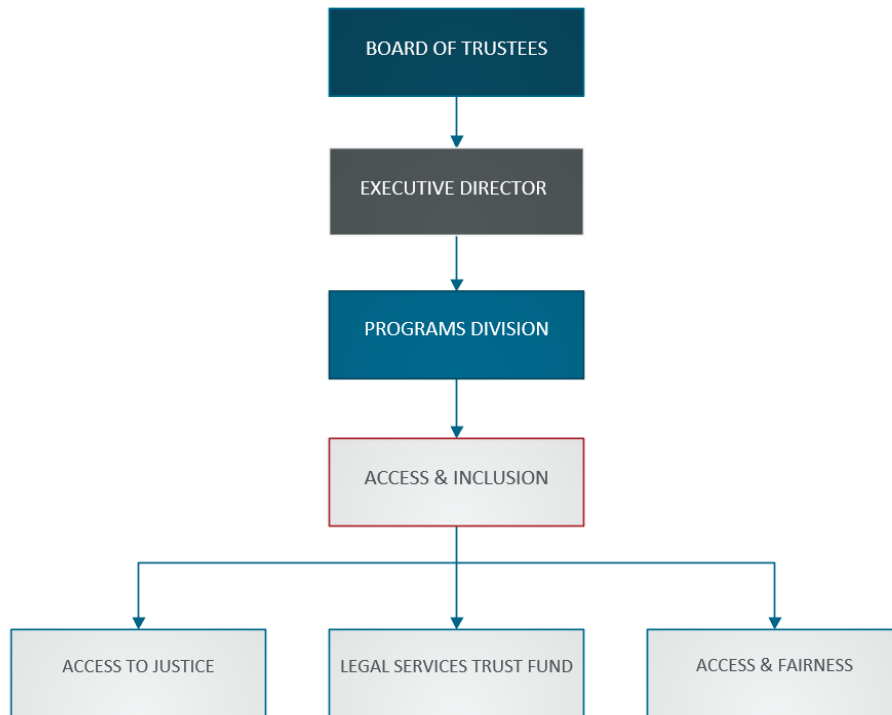 BOARD OF TRUSTEES
EXECUTIVE DIRECTOR
PROGRAMS DIVISION
ACCESS & INCLUSION
ACCESS TO JUSTICE
LEGAL SERVICES TRUST FUND
ACCESS & FAIRNESS